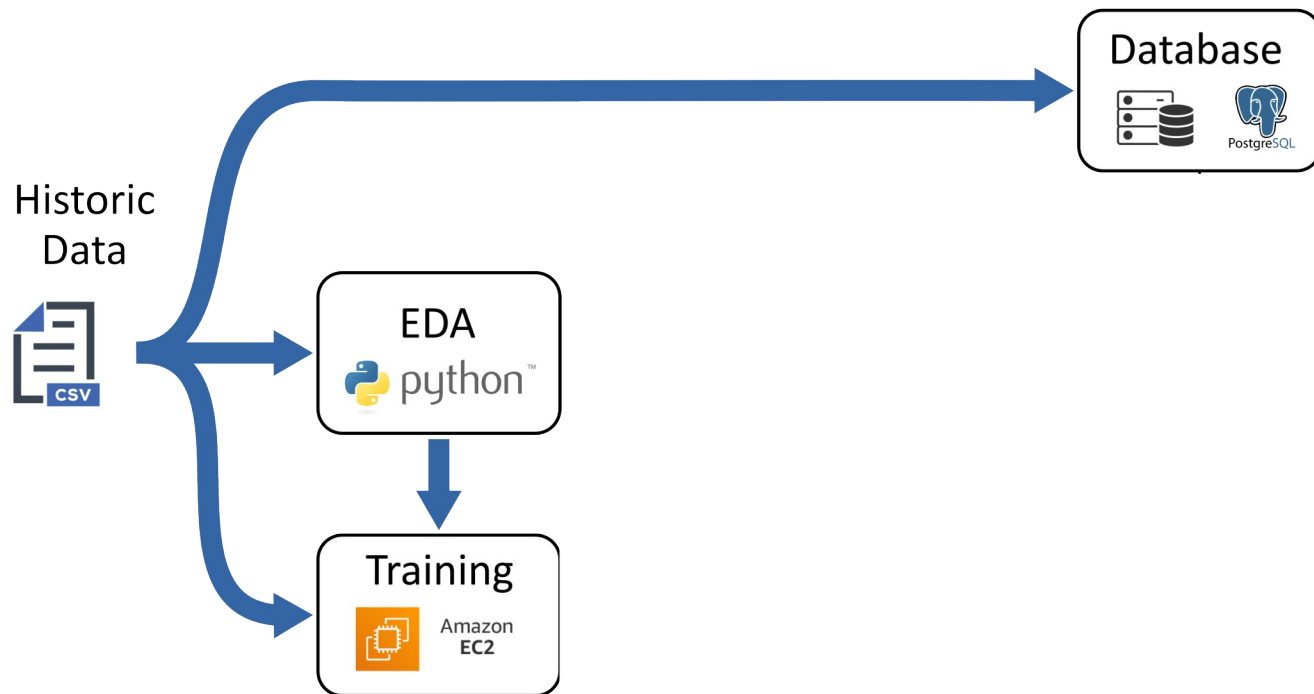 Database
PostgreSQL
Historic
Data
CSV
EDA
python™
Training
Amazon
EC2